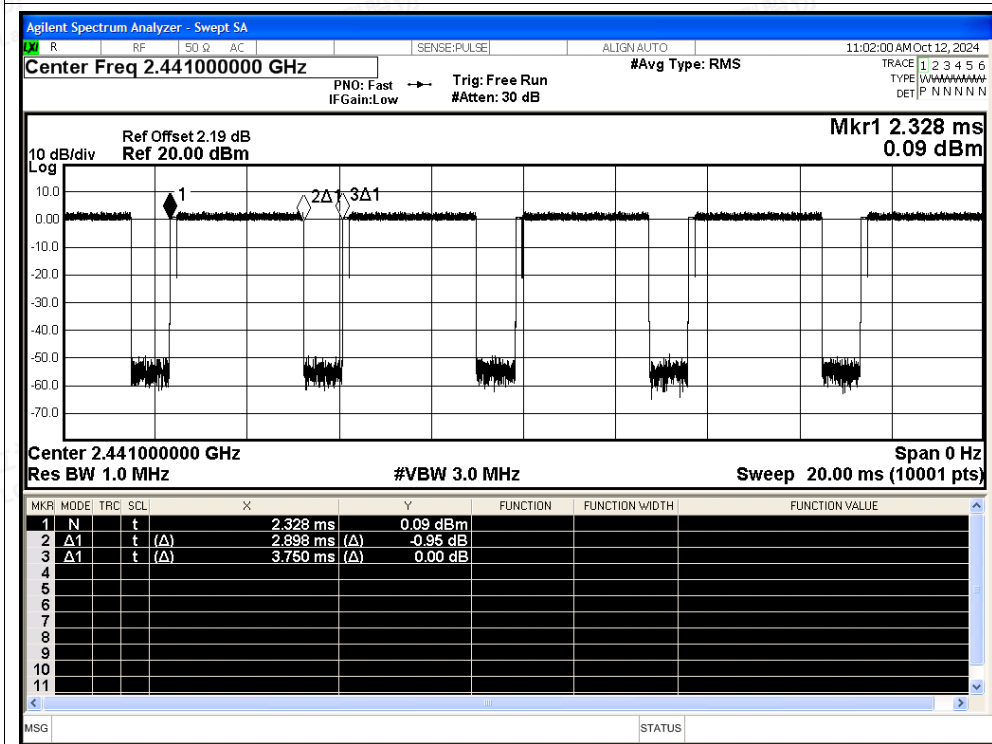 Agilent Spectrum Analyzer - Swept SA
LXI R RF 50 Ω AC SENSE:PULSE ALIGN AUTO 11:02:00 AM Oct 12, 2024
Center Freq 2.441000000 GHz #Avg Type: RMS TRACE 1 2 3 4 5 6
PNO: Fast Trig: Free Run TYPE
IFGain:Low #Atten: 30 dB DET P N N N N N
Mkr1 2.328 ms
0.09 dBm
Ref Offset 2.19 dB
10 dB/div Ref 20.00 dBm
Log
10.0
0.00
-10.0
-20.0
-30.0
-40.0
-50.0
-60.0
-70.0
1 2Δ1 3Δ1
Center 2.441000000 GHz Span 0 Hz
Res BW 1.0 MHz #VBW 3.0 MHz Sweep 20.00 ms (10001 pts)
MKR MODE TRC SCL X Y FUNCTION FUNCTION WIDTH FUNCTION VALUE
1 N t 2.328 ms 0.09 dBm
2 Δ1 t (Δ) 2.898 ms (Δ) -0.95 dB
3 Δ1 t (Δ) 3.750 ms (Δ) 0.00 dB
4
5
6
7
8
9
10
11
MSG STATUS